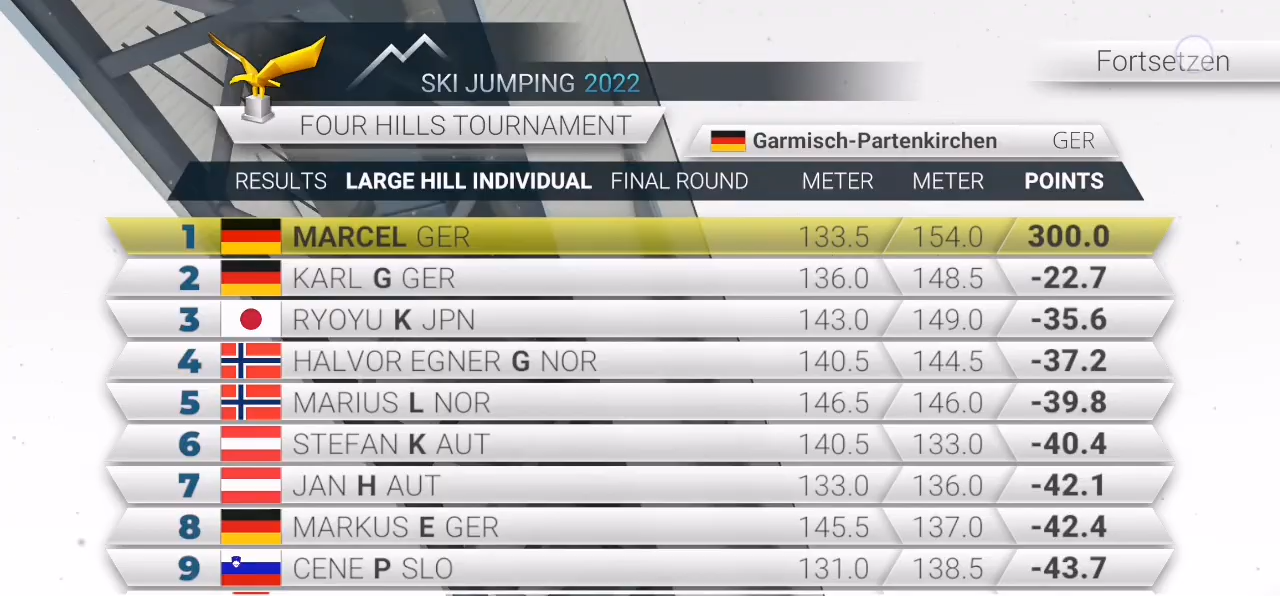 SKI JUMPING 2022
Fortsetzen
FOUR HILLS TOURNAMENT
Garmisch-Partenkirchen GER
RESULTS LARGE HILL INDIVIDUAL FINAL ROUND METER METER POINTS
1 MARCEL GER 133.5 154.0 300.0
2 KARL G GER 136.0 148.5 -22.7
3 RYOYU K JPN 143.0 149.0 -35.6
4 HALVOR EGNER G NOR 140.5 144.5 -37.2
5 MARIUS L NOR 146.5 146.0 -39.8
6 STEFAN K AUT 140.5 133.0 -40.4
7 JAN H AUT 133.0 136.0 -42.1
8 MARKUS E GER 145.5 137.0 -42.4
9 CENE P SLO 131.0 138.5 -43.7